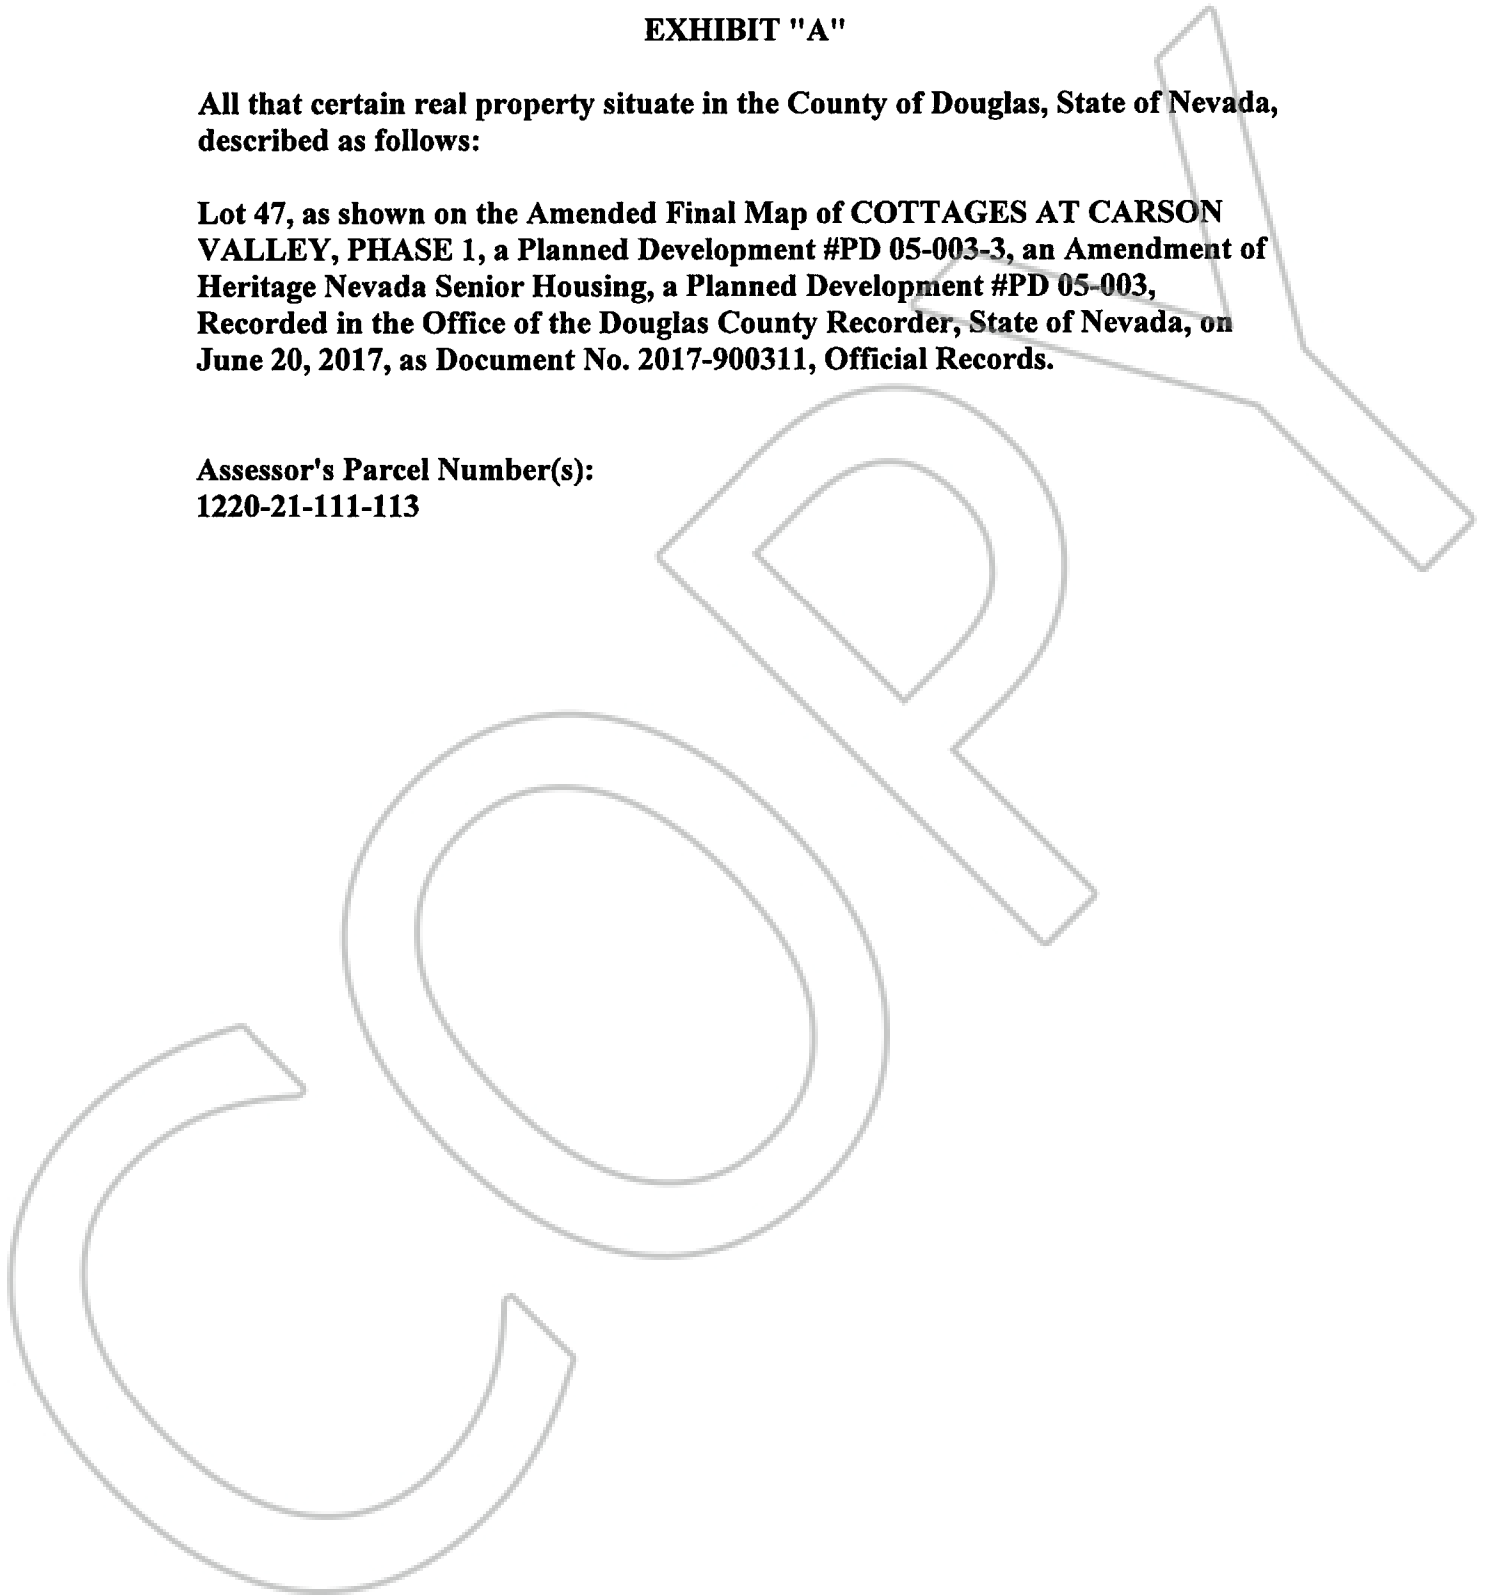 EXHIBIT "A"
All that certain real property situate in the County of Douglas, State of Nevada,
described as follows:
Lot 47, as shown on the Amended Final Map of COTTAGES AT CARSON
VALLEY, PHASE 1, a Planned Development #PD 05-003-3, an Amendment of
Heritage Nevada Senior Housing, a Planned Development #PD 05-003,
Recorded in the Office of the Douglas County Recorder, State of Nevada, on
June 20, 2017, as Document No. 2017-900311, Official Records.
Assessor's Parcel Number(s):
1220-21-111-113
COPY